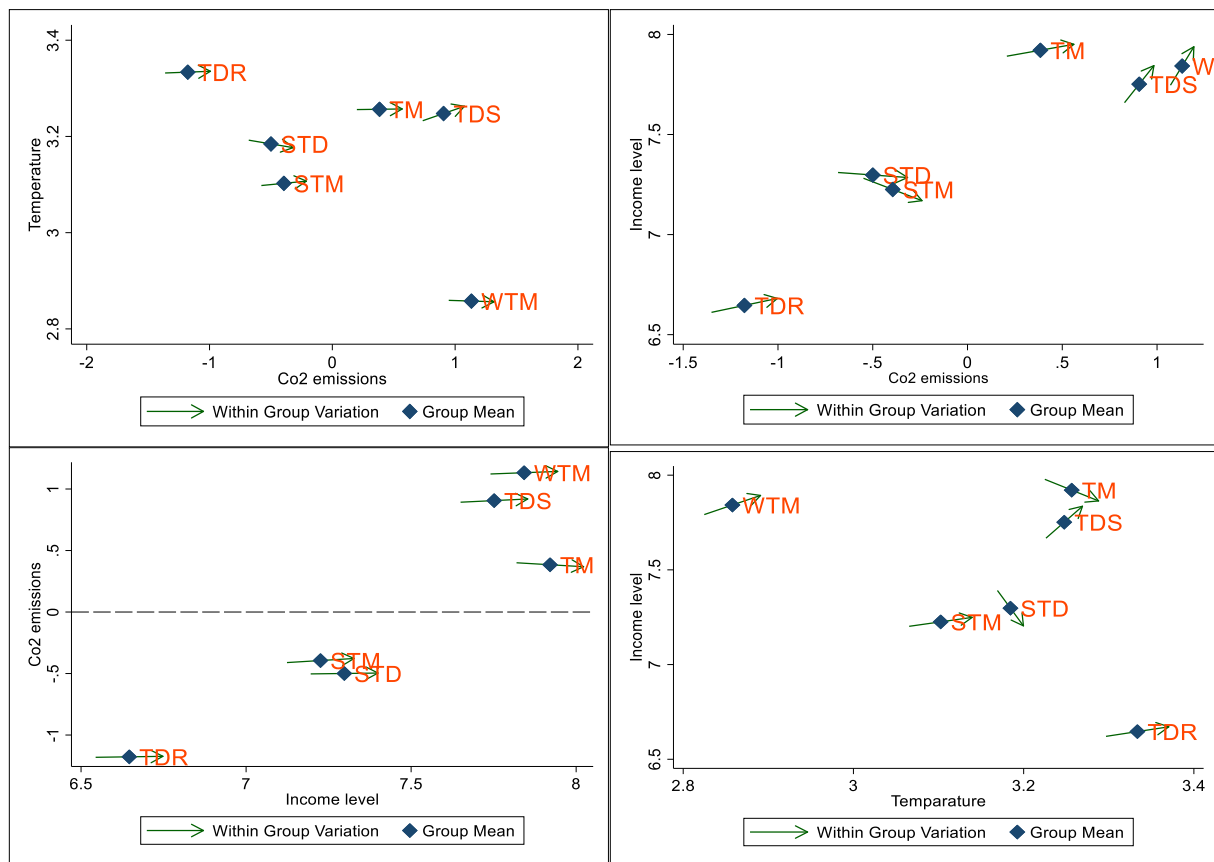 Temperature
3.4
3.2
3
2.8
TDR
TM
TDS
STD
STM
WTM
-2 -1 0 1 2
Co2 emissions
Within Group Variation Group Mean
Income level
8
7.5
7
6.5
TM
W
TDS
STD
STM
TDR
-1.5 -1 -.5 0 .5 1
Co2 emissions
Within Group Variation Group Mean
Co2 emissions
1
.5
0
-.5
-1
WTM
TDS
TM
STM
STD
TDR
6.5 7 7.5 8
Income level
Within Group Variation Group Mean
Income level
8
7.5
7
6.5
TM
WTM
TDS
STD
STM
TDR
2.8 3 3.2 3.4
Temparature
Within Group Variation Group Mean